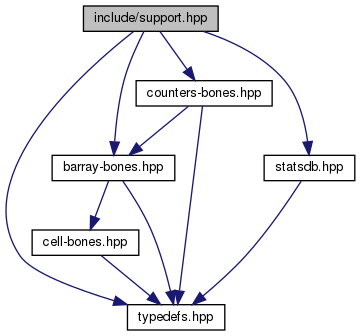 include/support.hpp
counters-bones.hpp
barray-bones.hpp
statsdb.hpp
cell-bones.hpp
typedefs.hpp